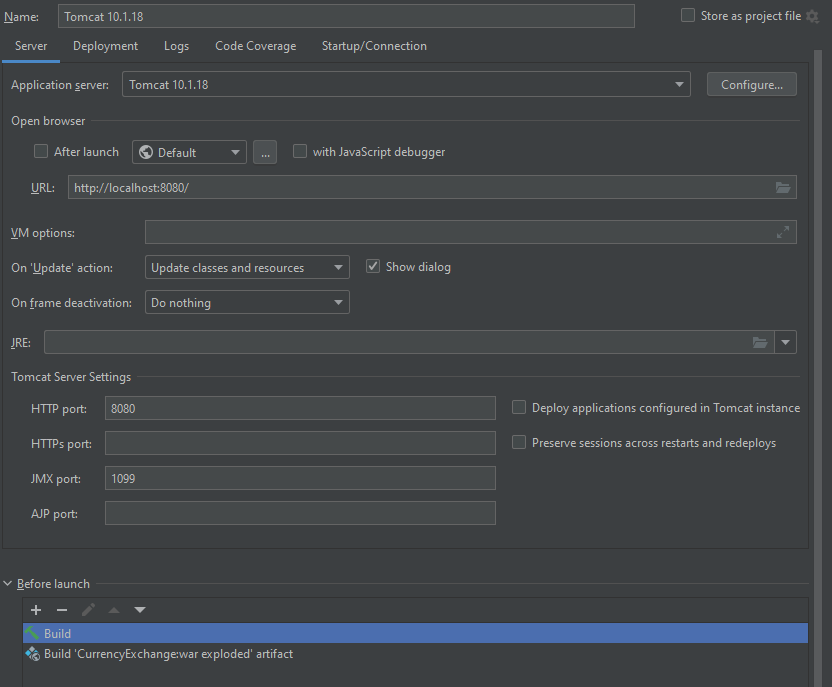 Name: Tomcat 10.1.18 Store as project file
Server Deployment Logs Code Coverage Startup/Connection
Application server: Tomcat 10.1.18 Configure...
Open browser
After launch Default ... with JavaScript debugger
URL: http://localhost:8080/
VM options:
On 'Update' action: Update classes and resources Show dialog
On frame deactivation: Do nothing
JRE:
Tomcat Server Settings
HTTP port: 8080 Deploy applications configured in Tomcat instance
HTTPs port: Preserve sessions across restarts and redeploys
JMX port: 1099
AJP port:
Before launch
Build
Build 'CurrencyExchange:war exploded' artifact